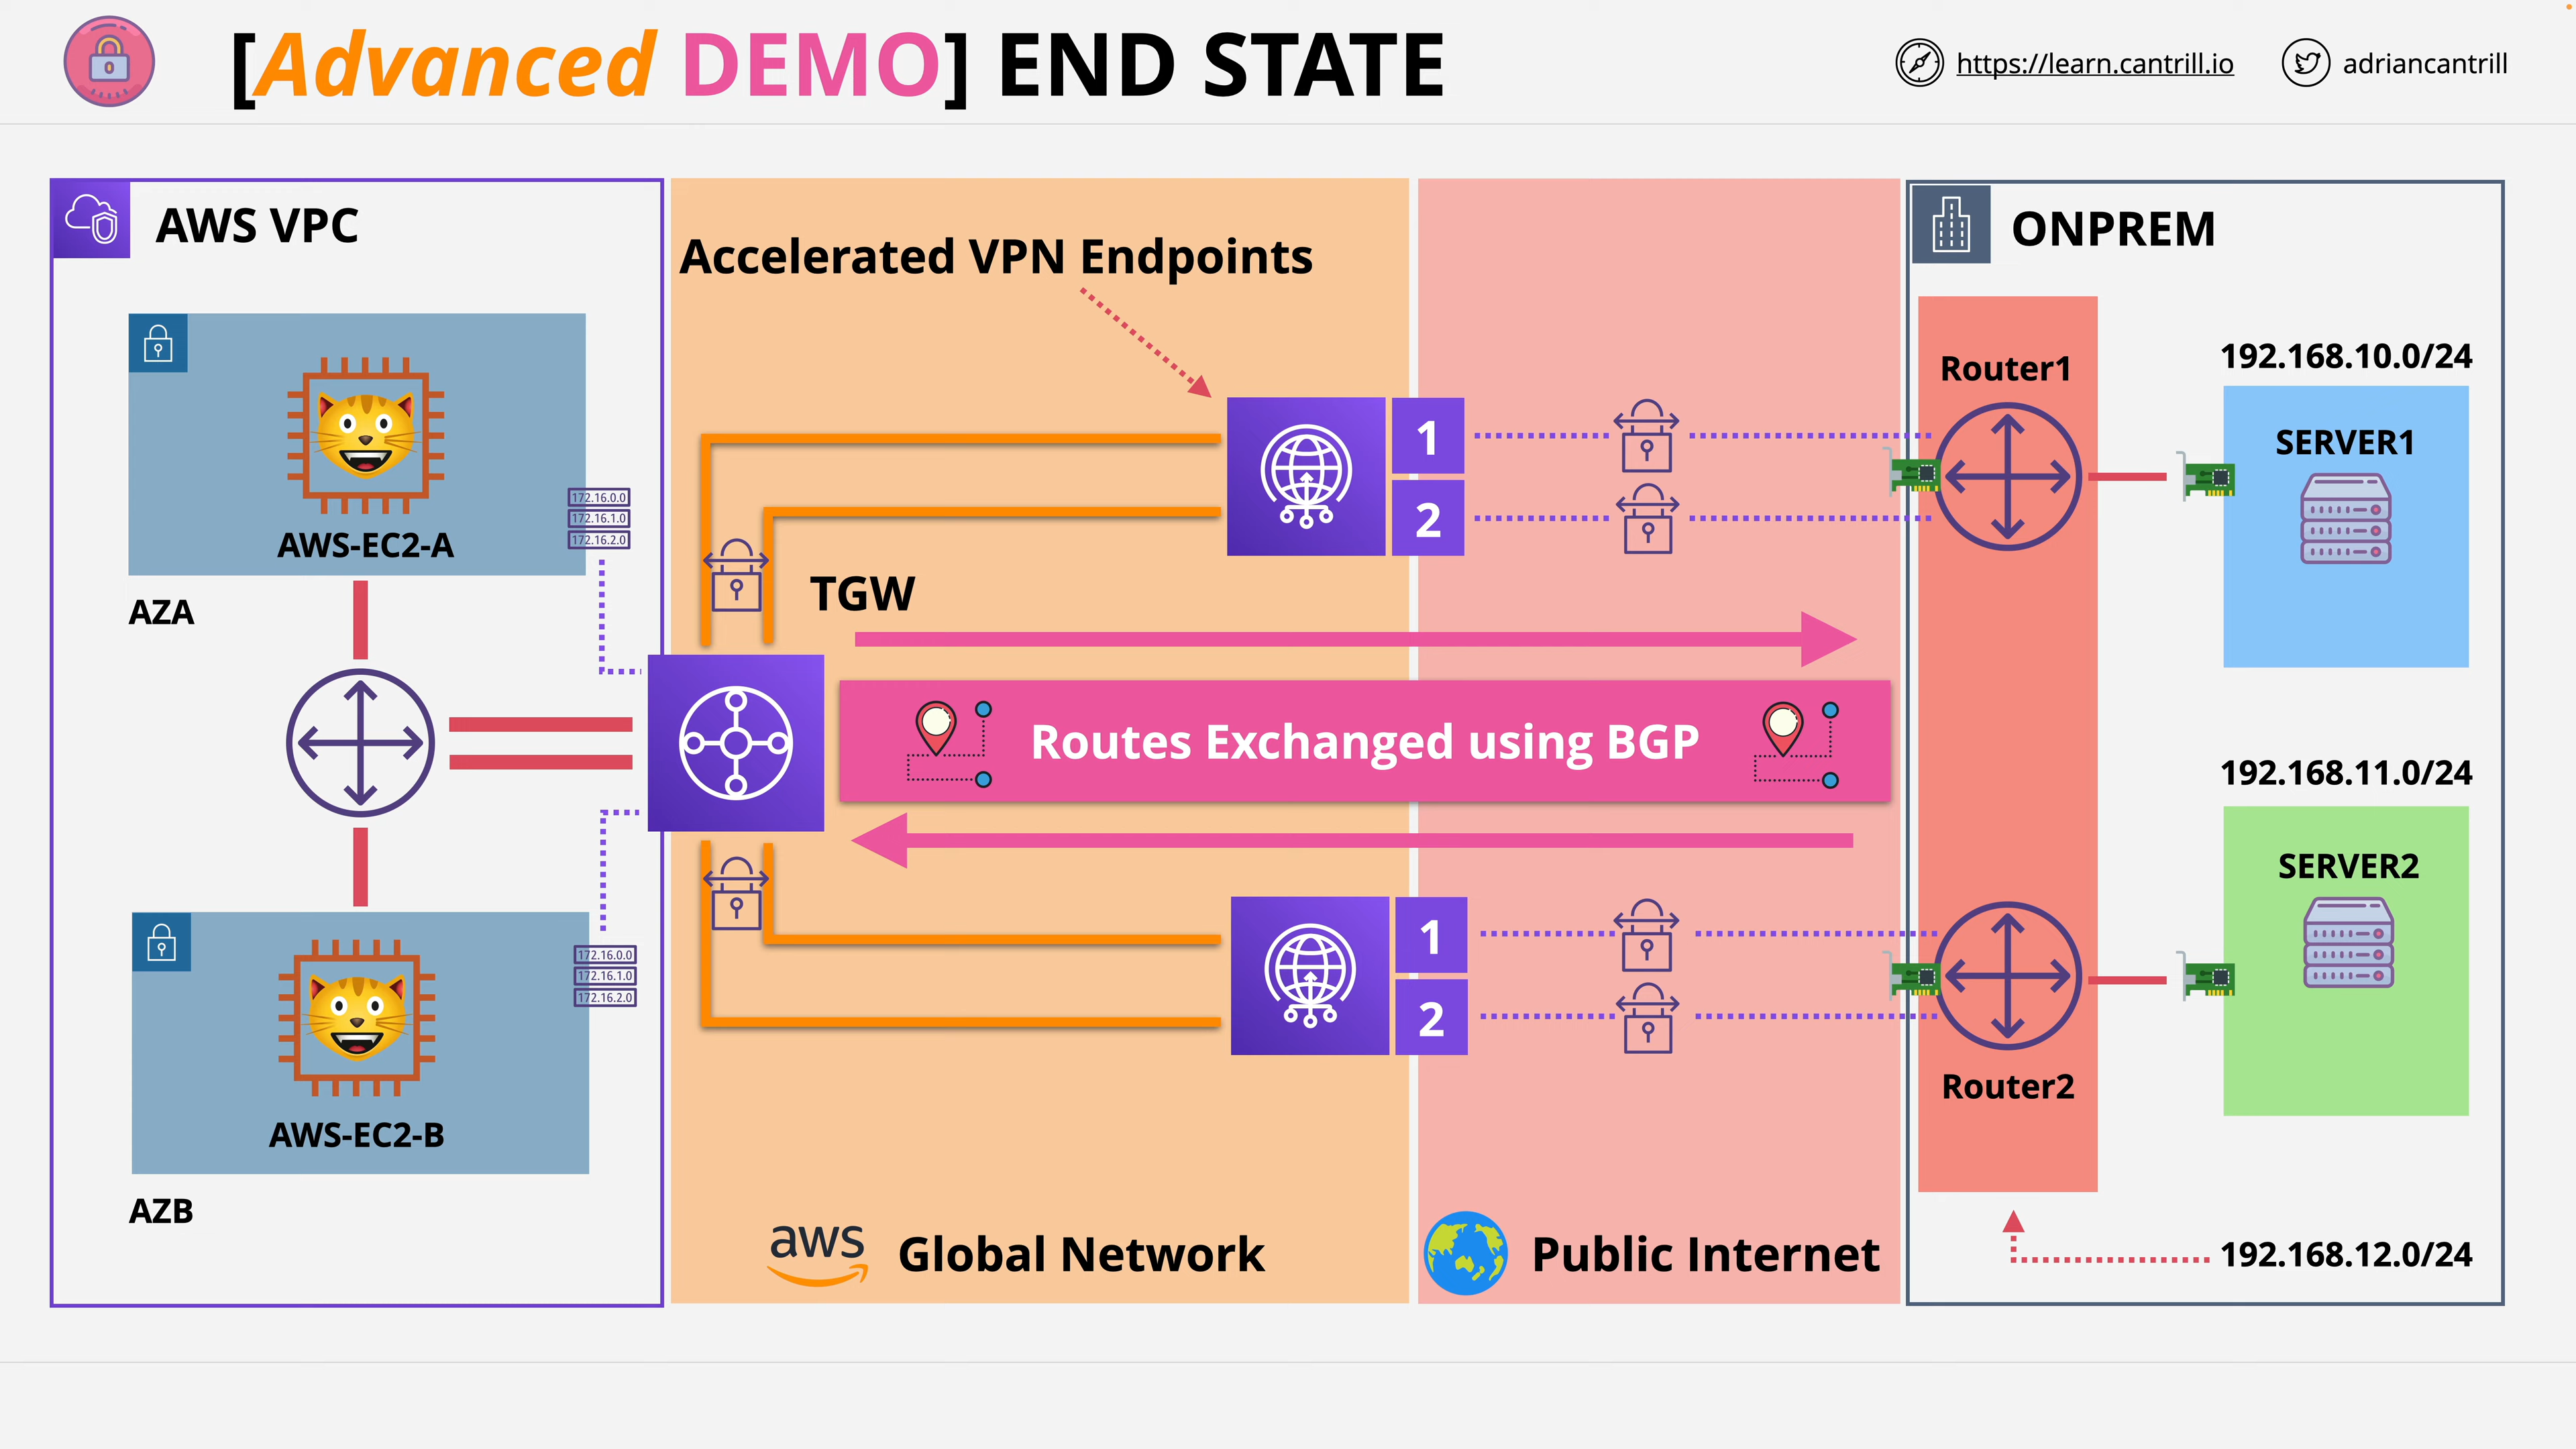 [Advanced DEMO] END STATE
https://learn.cantrill.io
adriancantrill
AWS VPC
AWS-EC2-A
172.16.0.0
172.16.1.0
172.16.2.0
AZA
AWS-EC2-B
172.16.0.0
172.16.1.0
172.16.2.0
AZB
Accelerated VPN Endpoints
1
2
TGW
Routes Exchanged using BGP
1
2
aws
Global Network
Public Internet
ONPREM
Router1
192.168.10.0/24
SERVER1
192.168.11.0/24
SERVER2
Router2
192.168.12.0/24